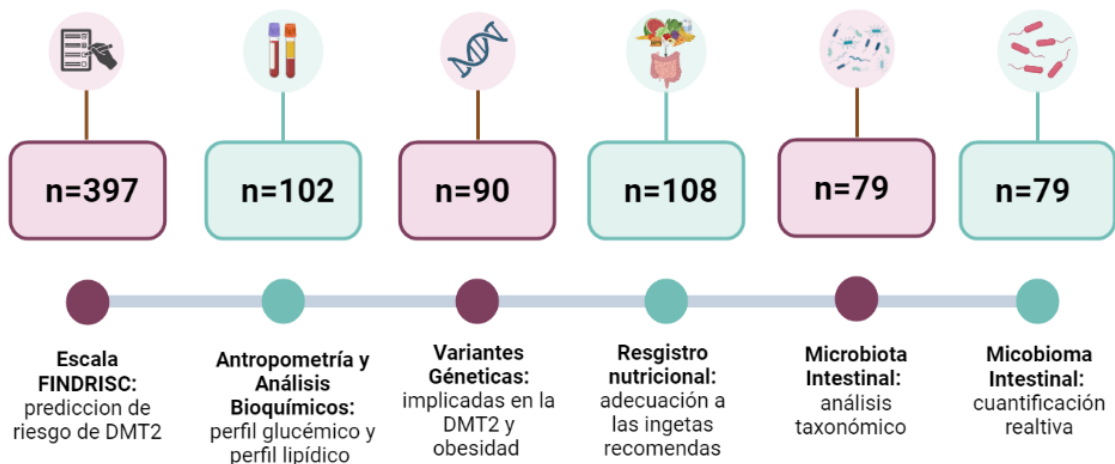 n=397
n=102
n=90
n=108
n=79
n=79
Escala
FINDRISC:
prediccion de
riesgo de DMT2
Antropometría y
Análisis
Bioquímicos:
perfil glucémico y
perfil lipídico
Variantes
Géneticas:
implicadas en la
DMT2 y
obesidad
Resgistro
nutricional:
adecuación a
las ingetas
recomendas
Microbiota
Intestinal:
análisis
taxonómico
Micobioma
Intestinal:
cuantificación
realtiva